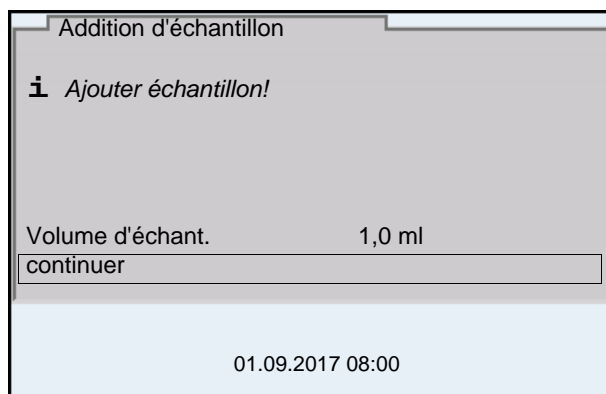 Addition d'échantillon
i Ajouter échantillon!
Volume d'échant. 1,0 ml
continuer
01.09.2017 08:00